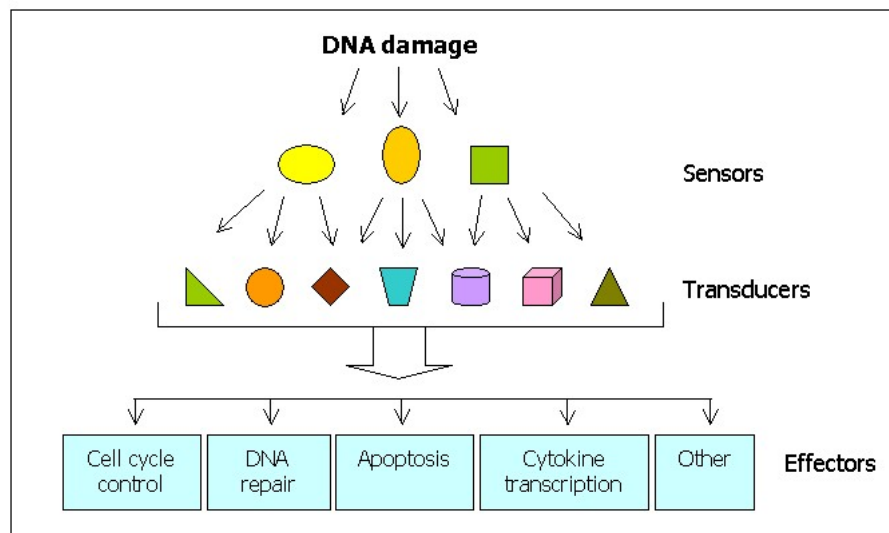 DNA damage
Sensors
Transducers
Cell cycle
control
DNA
repair
Apoptosis
Cytokine
transcription
Other
Effectors